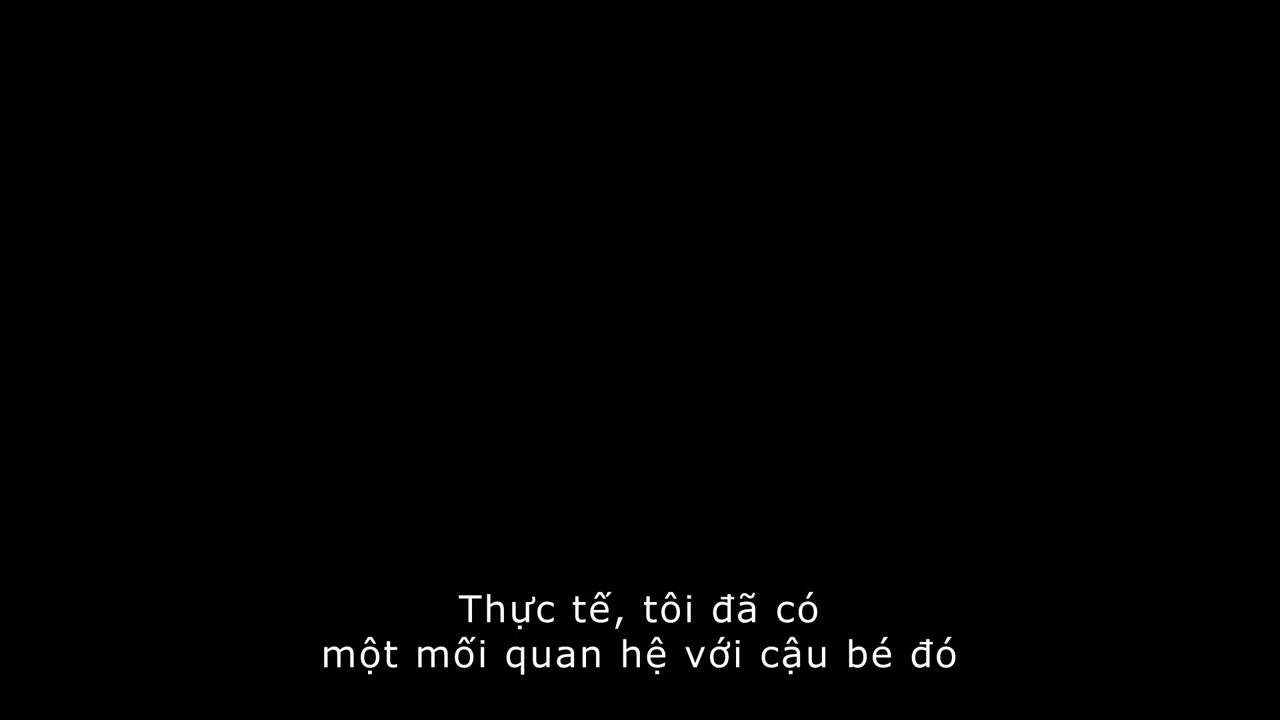 Thực tế, tôi đã có
một mối quan hệ với cậu bé đó